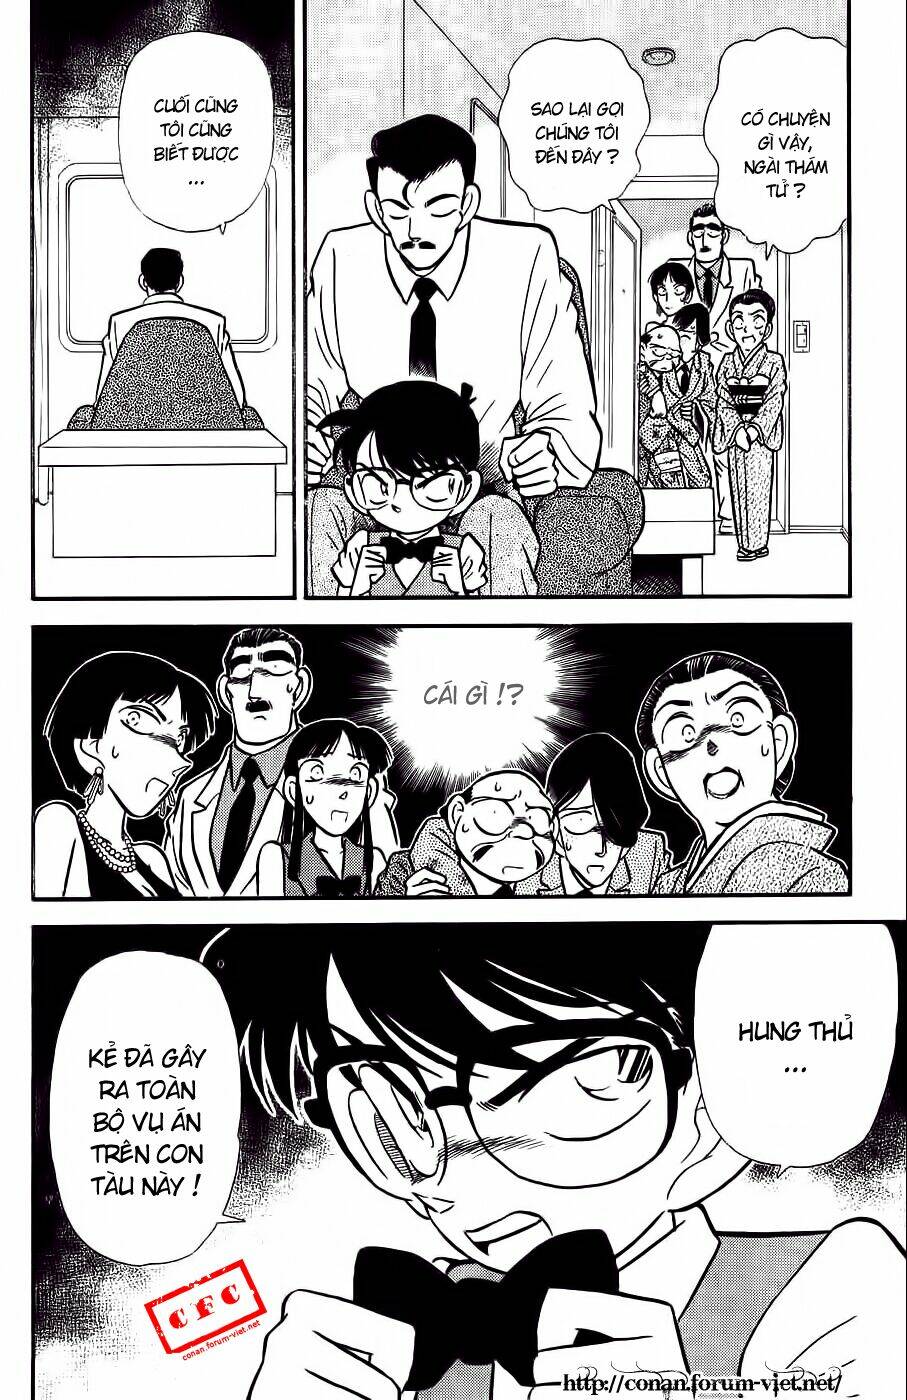 CÓ CHUYỆN
GÌ VẬY,
NGÀI THÁM
TỬ ?
SAO LẠI GỌI
CHÚNG TÔI
ĐẾN ĐÂY ?
CUỐI CÙNG
TÔI CŨNG
BIẾT ĐƯỢC
...
CÁI GÌ !?
HUNG THỦ
...
KẺ ĐÃ GÂY
RA TOÀN
BỘ VỤ ÁN
TRÊN CON
TÀU NÀY !
CFC
conan.forum-viet.net
http://conan.forum-viet.net/